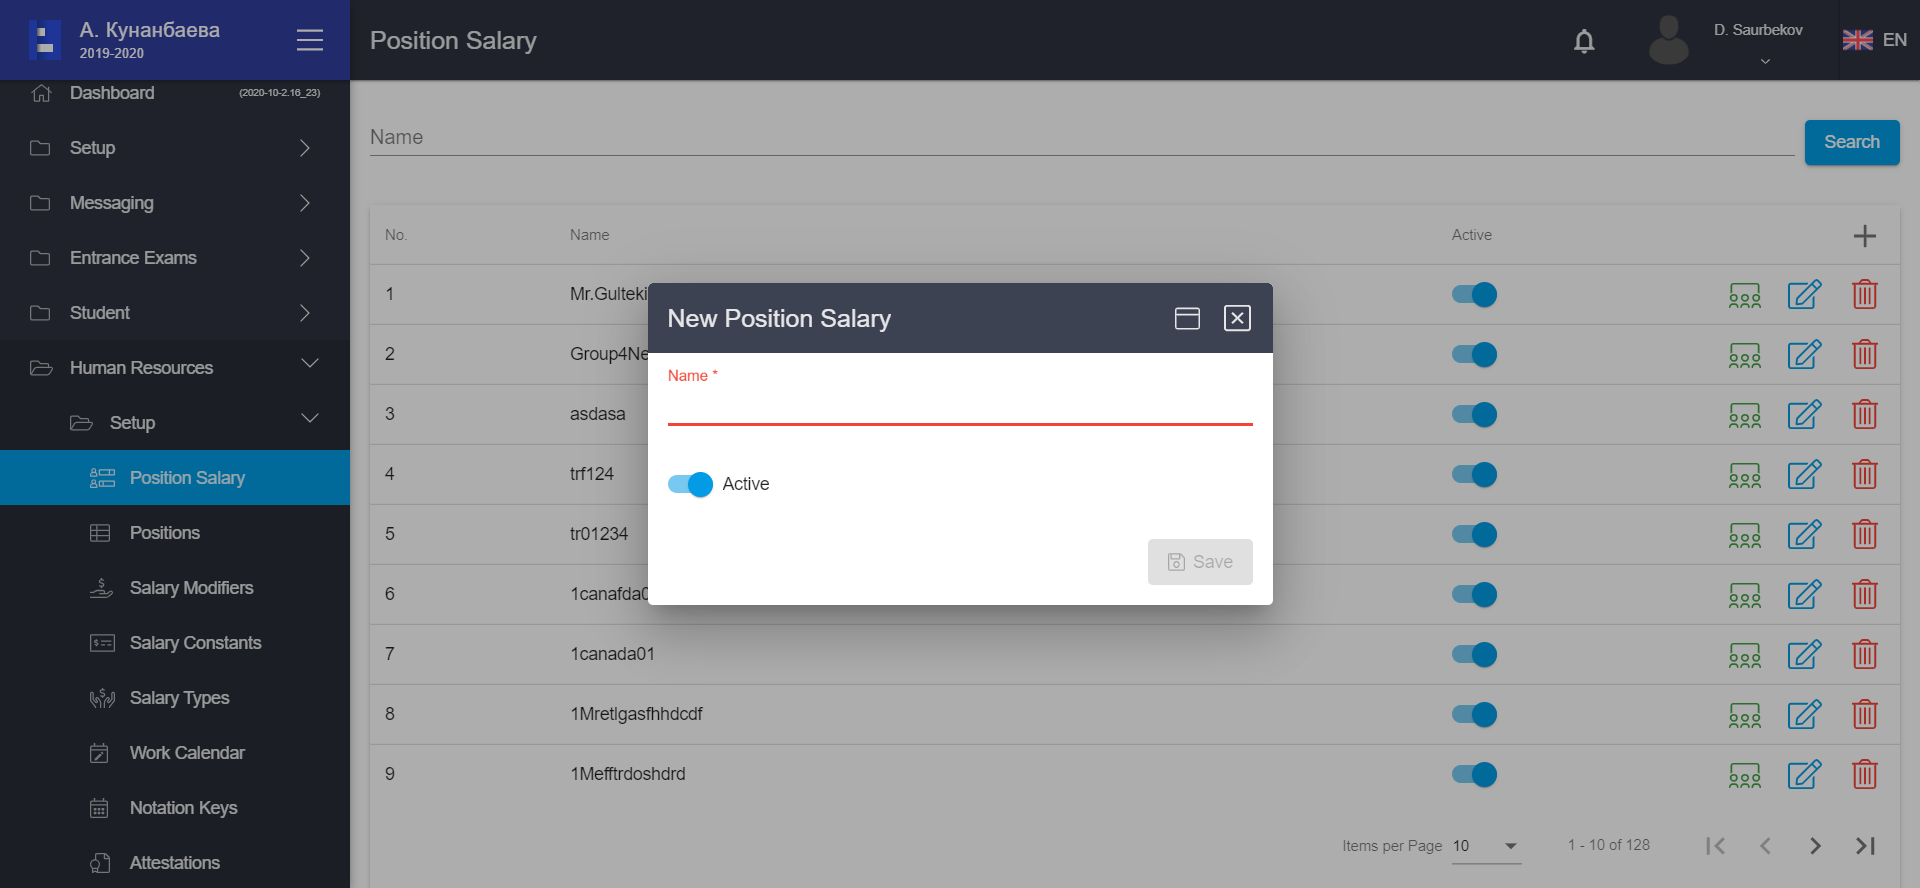 А. Кунанбаева
2019-2020
Position Salary
D. Saurbekov
EN
Dashboard
(2020-10-2.16_23)
Setup
Messaging
Entrance Exams
Student
Human Resources
Setup
Position Salary
Positions
Salary Modifiers
Salary Constants
Salary Types
Work Calendar
Notation Keys
Attestations
Name
Search
No. Name Active
1 Mr.Gulteki
2 Group4Ne
3 asdasa
4 trf124
5 tr01234
6 1canafda
7 1canada01
8 1Mretlgasfhhdcdf
9 1Mefftrdoshdrd
New Position Salary
Name *
Active
Save
Items per Page 10 1 - 10 of 128